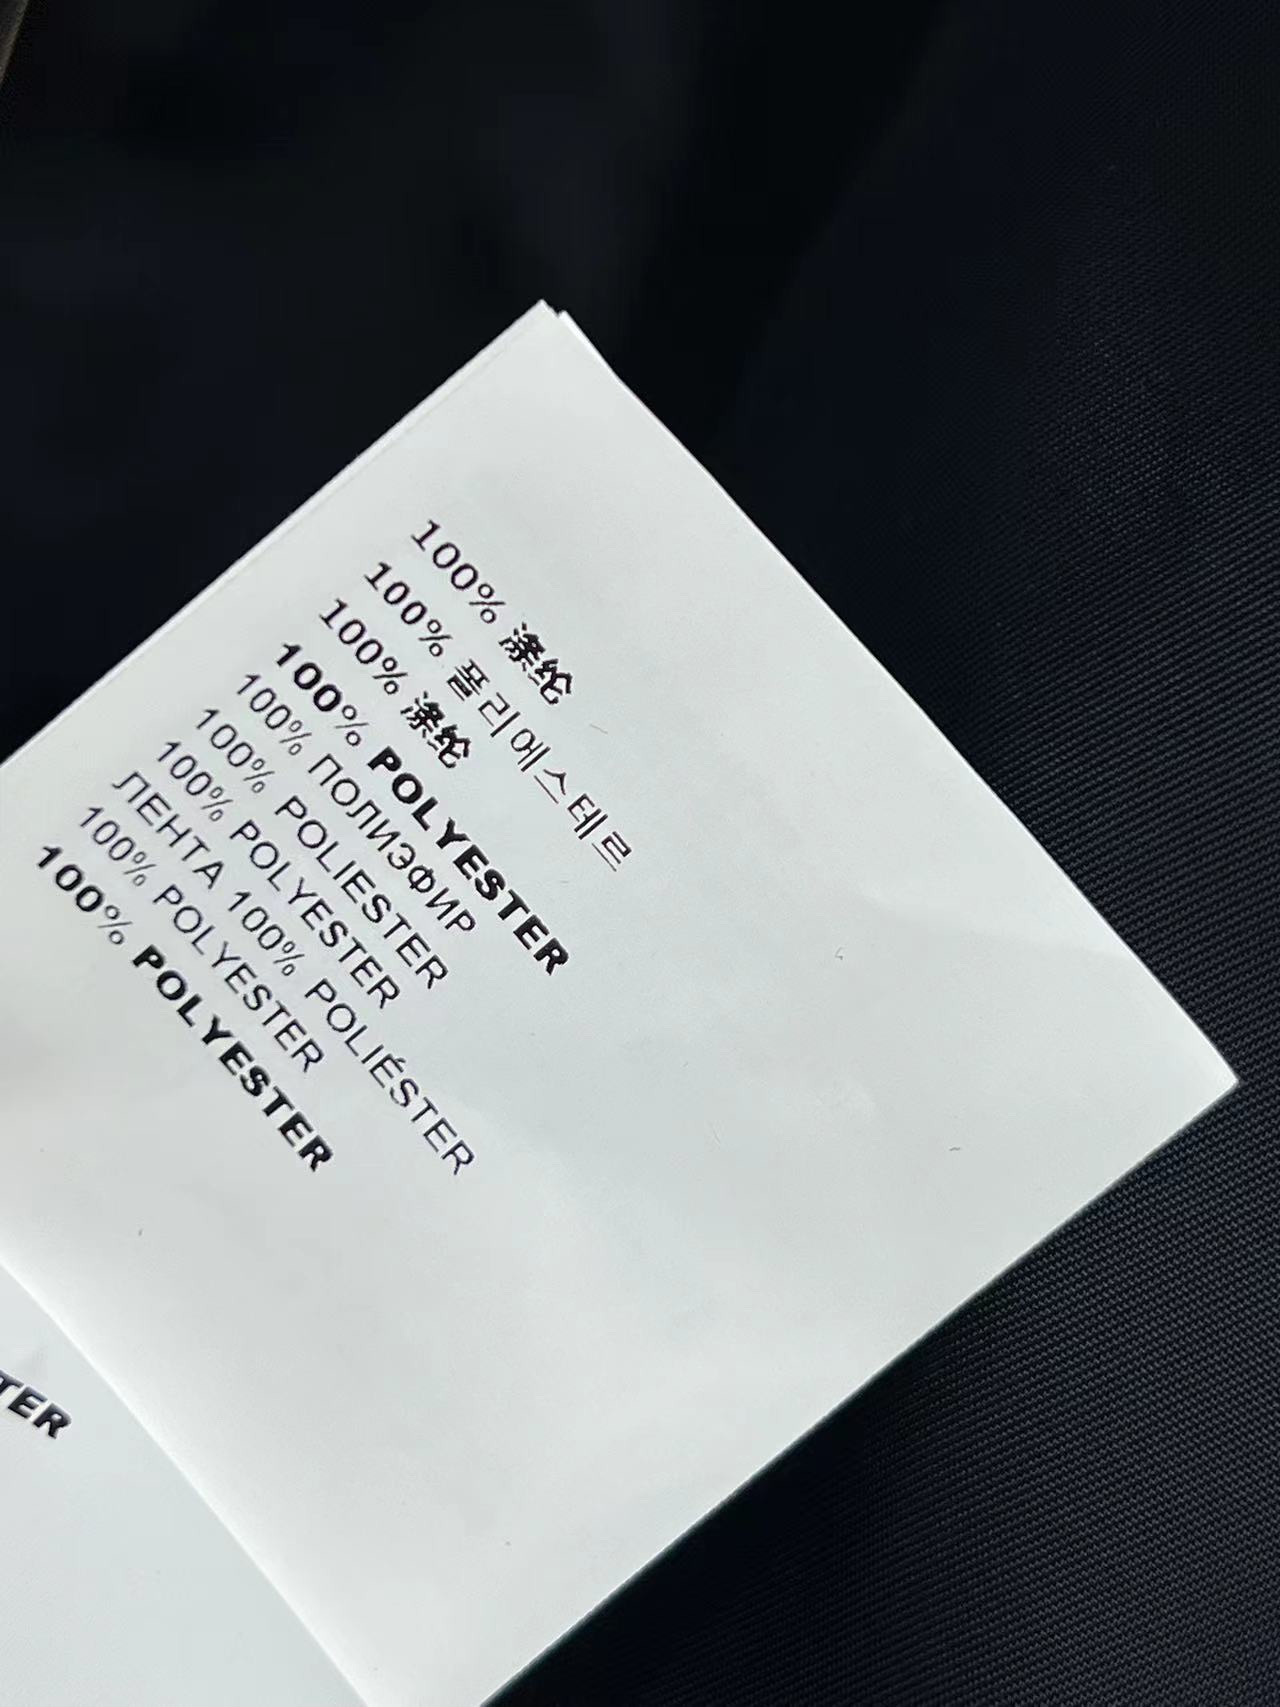 100% 涤纶
100% 폴리에스테르
100% 涤纶
100% POLYESTER
100% ПОЛИЭФИР
100% POLIESTER
100% POLYESTER
ЛЕНТА 100% POLIÉSTER
100% POLYESTER
100% POLYESTER
TER